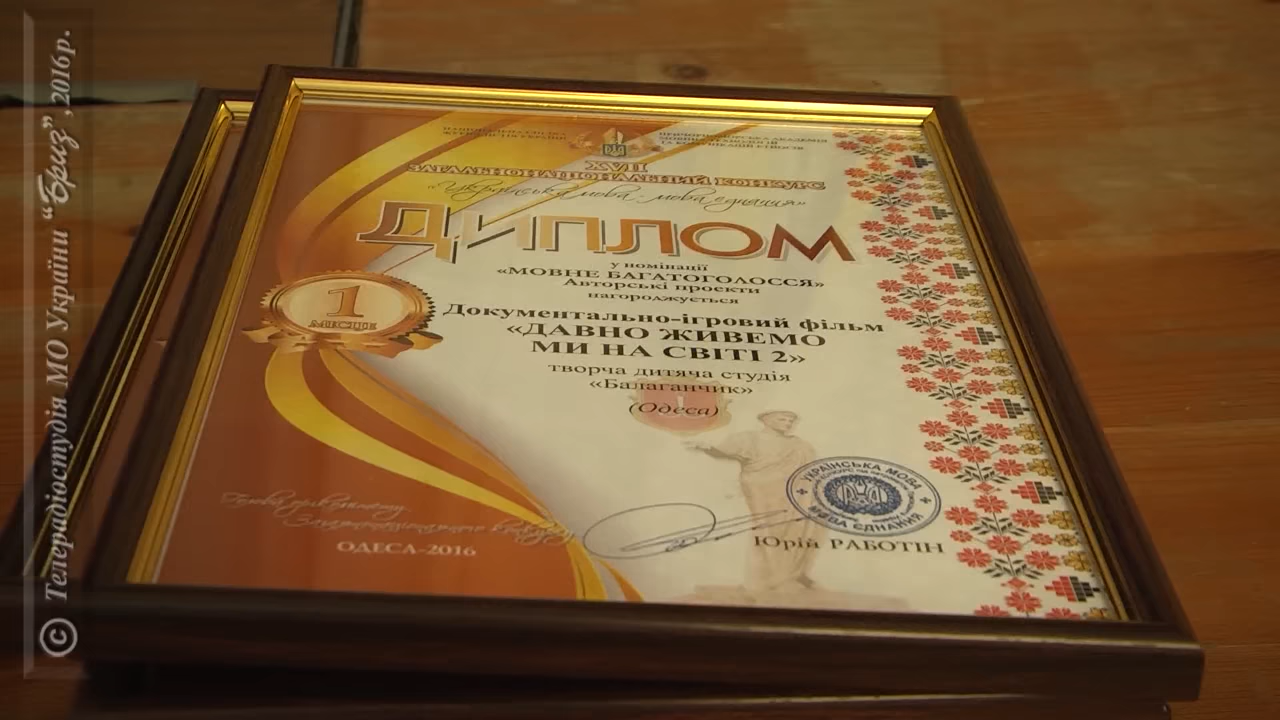 © Телерадіостудія МО України “Бриз”, 2016р.
XVII
ЗАГАЛЬНОНАЦІОНАЛЬНИЙ КОНКУРС
«Українська мова - мова єднання»
ДИПЛОМ
у номінації
«МОВНЕ БАГАТОГОЛОССЯ»
Авторські проекти
нагороджується
1
МІСЦЕ
Документально-ігровий фільм
«ДАВНО ЖИВЕМО
МИ НА СВІТІ 2»
творча дитяча студія
«Балаганчик»
(Одеса)
УКРАЇНСЬКА МОВА
МОВА ЄДНАННЯ
Загальнонаціонального конкурсу
Юрій РАБОТІН
ОДЕСА-2016